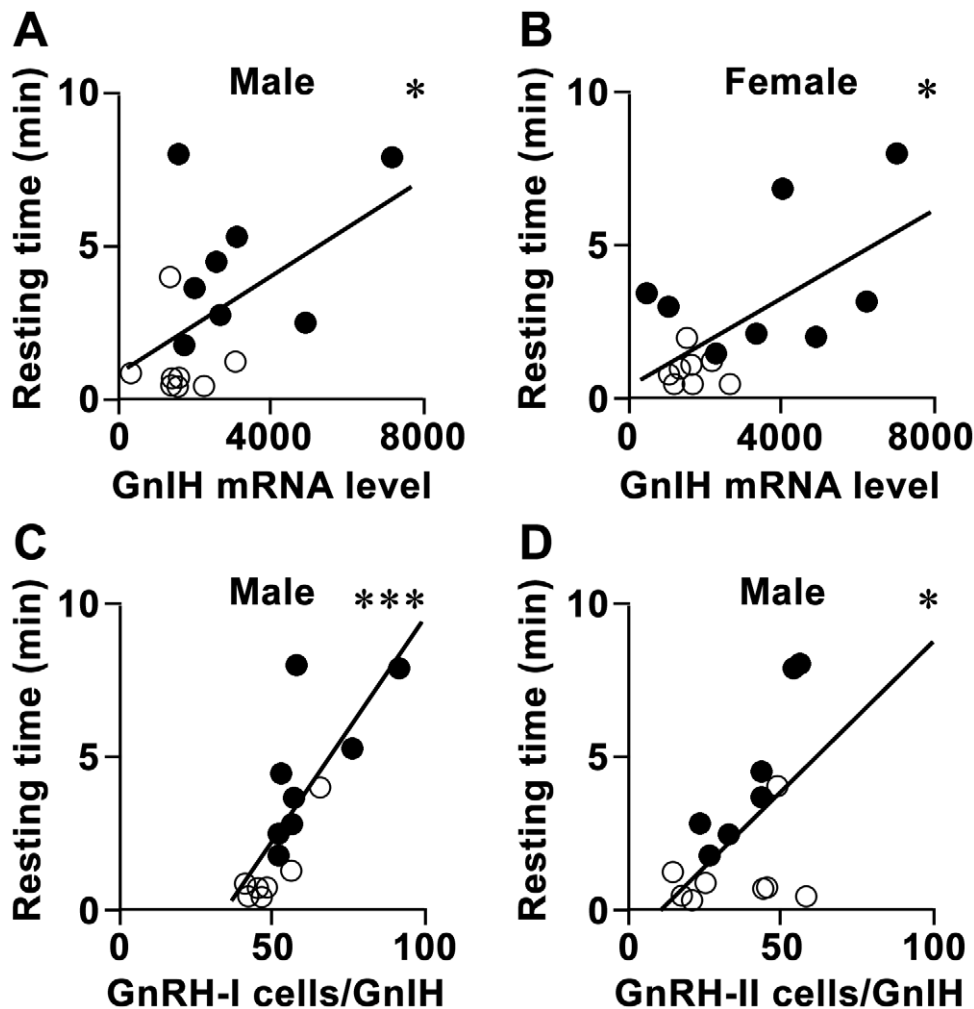 A
Male
*
Resting time (min)
10
5
0
0 4000 8000
GnIH mRNA level
B
Female
*
Resting time (min)
10
5
0
0 4000 8000
GnIH mRNA level
C
Male
***
Resting time (min)
10
5
0
0 50 100
GnRH-I cells/GnIH
D
Male
*
Resting time (min)
10
5
0
0 50 100
GnRH-II cells/GnIH